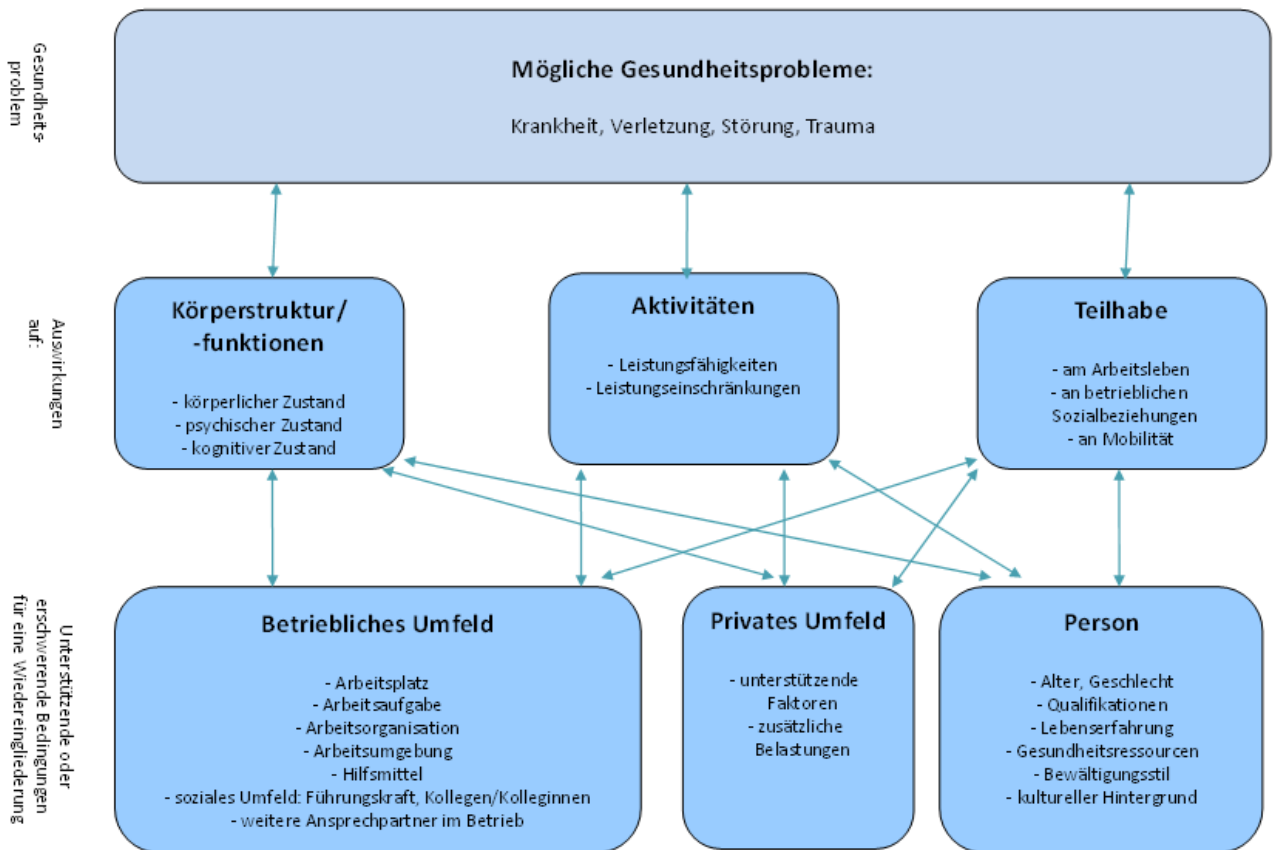 Gesundheits-
problem
Mögliche Gesundheitsprobleme:
Krankheit, Verletzung, Störung, Trauma
Auswirkungen
auf:
Körperstruktur/
-funktionen
- körperlicher Zustand
- psychischer Zustand
- kognitiver Zustand
Aktivitäten
- Leistungsfähigkeiten
- Leistungseinschränkungen
Teilhabe
- am Arbeitsleben
- an betrieblichen
Sozialbeziehungen
- an Mobilität
Unterstützende oder
erschwerende Bedingungen
für eine Wiedereingliederung
Betriebliches Umfeld
- Arbeitsplatz
- Arbeitsaufgabe
- Arbeitsorganisation
- Arbeitsumgebung
- Hilfsmittel
- soziales Umfeld: Führungskraft, Kollegen/Kolleginnen
- weitere Ansprechpartner im Betrieb
Privates Umfeld
- unterstützende
Faktoren
- zusätzliche
Belastungen
Person
- Alter, Geschlecht
- Qualifikationen
- Lebenserfahrung
- Gesundheitsressourcen
- Bewältigungsstil
- kultureller Hintergrund